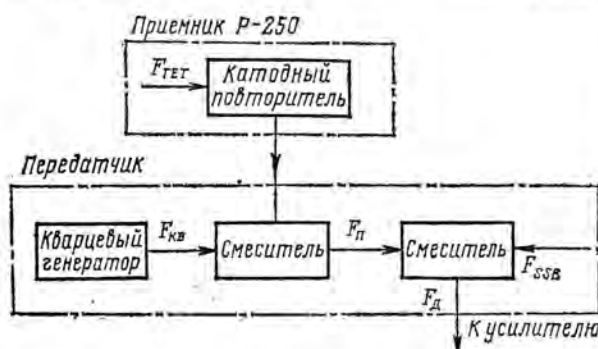 Приемник Р-250
Fгет
Катодный
повторитель
Передатчик
Кварцевый
генератор
Fкв
Смеситель
Fп
Смеситель
FSSB
Fд
К усилителю